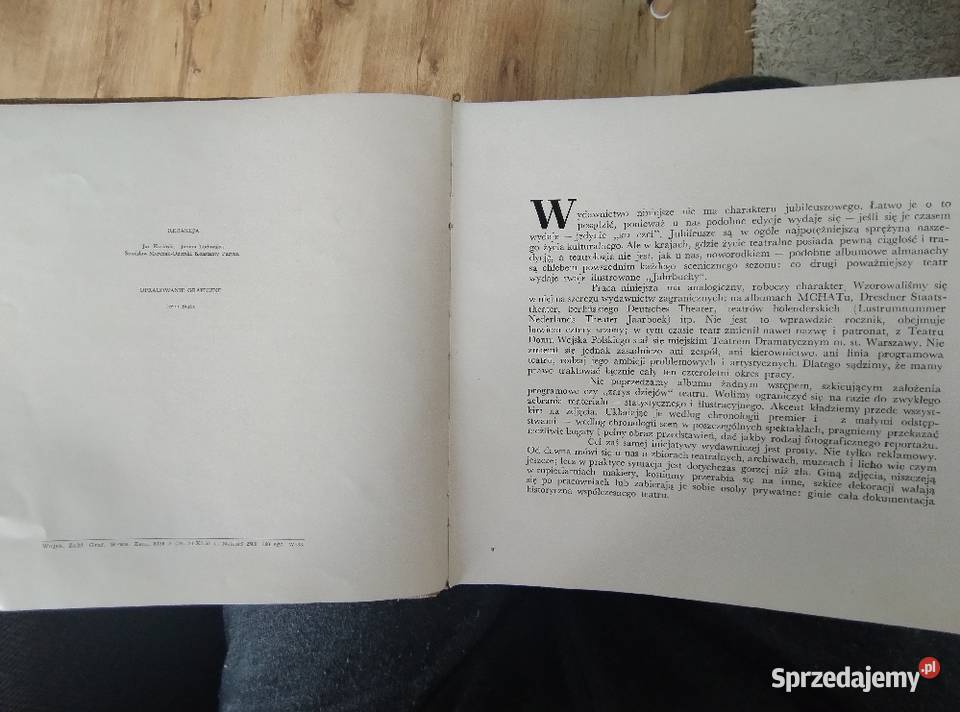 REDAKCJA
OPRACOWANIE GRAFICZNE
Wydawnictwo niniejsze nie ma charakteru jubileuszowego. Łatwo je o to
posądzić, ponieważ u nas podobne edycje wydaje się — jeśli się je czasem
wydaje — jedynie „ku czci”. Jubileusze są w ogóle najpotężniejszą sprężyną nasze-
go życia kulturalnego. Ale w krajach, gdzie życie teatralne posiada pewną ciągłość i tra-
dycję, a teatrologia nie jest, jak u nas, noworodkiem — podobne albumowe almanachy
są chlebem powszednim każdego scenicznego sezonu: co drugi poważniejszy teatr
wydaje swoje ilustrowane „Jahrbuchy”.
Praca niniejsza ma analogiczny, roboczy charakter. Wzorowaliśmy się
w niej na szeregu wydawnictw zagranicznych: na albumach MCHATu, Dresdner Staats-
theater, berlińskiego Deutsches Theater, teatrów holenderskich (Lustrumnummer
Nederlands Theater Jaarboek) itp. Nie jest to wprawdzie rocznik, obejmuje
bowiem cztery sezony; w tym czasie teatr zmienił nawet nazwę i patronat, z Teatru
Domu Wojska Polskiego stał się miejskim Teatrem Dramatycznym m. st. Warszawy. Nie
zmienił się jednak zasadniczo ani zespół, ani kierownictwo, ani linia programowa
teatru, rodzaj jego ambicji problemowych i artystycznych. Dlatego sądzimy, że mamy
prawo traktować łącznie cały ten czteroletni okres pracy.
Nie poprzedzamy albumu żadnym wstępem, szkicującym założenia
programowe czy „zarys dziejów” teatru. Wolimy ograniczyć się na razie do zwykłego
zebrania materiału — statystycznego i ilustracyjnego. Akcent kładziemy przede wszyst-
kim na zdjęcia. Układając je według chronologii premier i — z małymi odstęp-
stwami — według chronologii scen w poszczególnych spektaklach, pragniemy przekazać
możliwie bogaty i pełny obraz przedstawień, dać jakby rodzaj fotograficznego reportażu.
Cel zaś samej inicjatywy wydawniczej jest prosty. Nie tylko reklamowy.
Od dawna mówi się u nas o zbiorach teatralnych, archiwach, muzeach i licho wie czym
jeszcze; lecz w praktyce sytuacja jest dotychczas gorzej niż zła. Giną zdjęcia, niszczeją
w rupieciarniach makiety, kostiumy przerabia się na inne, szkice dekoracji walają
się po pracowniach lub zabierają je sobie osoby prywatne: ginie cała dokumentacja
historyczna współczesnego teatru.
Sprzedajemy.pl